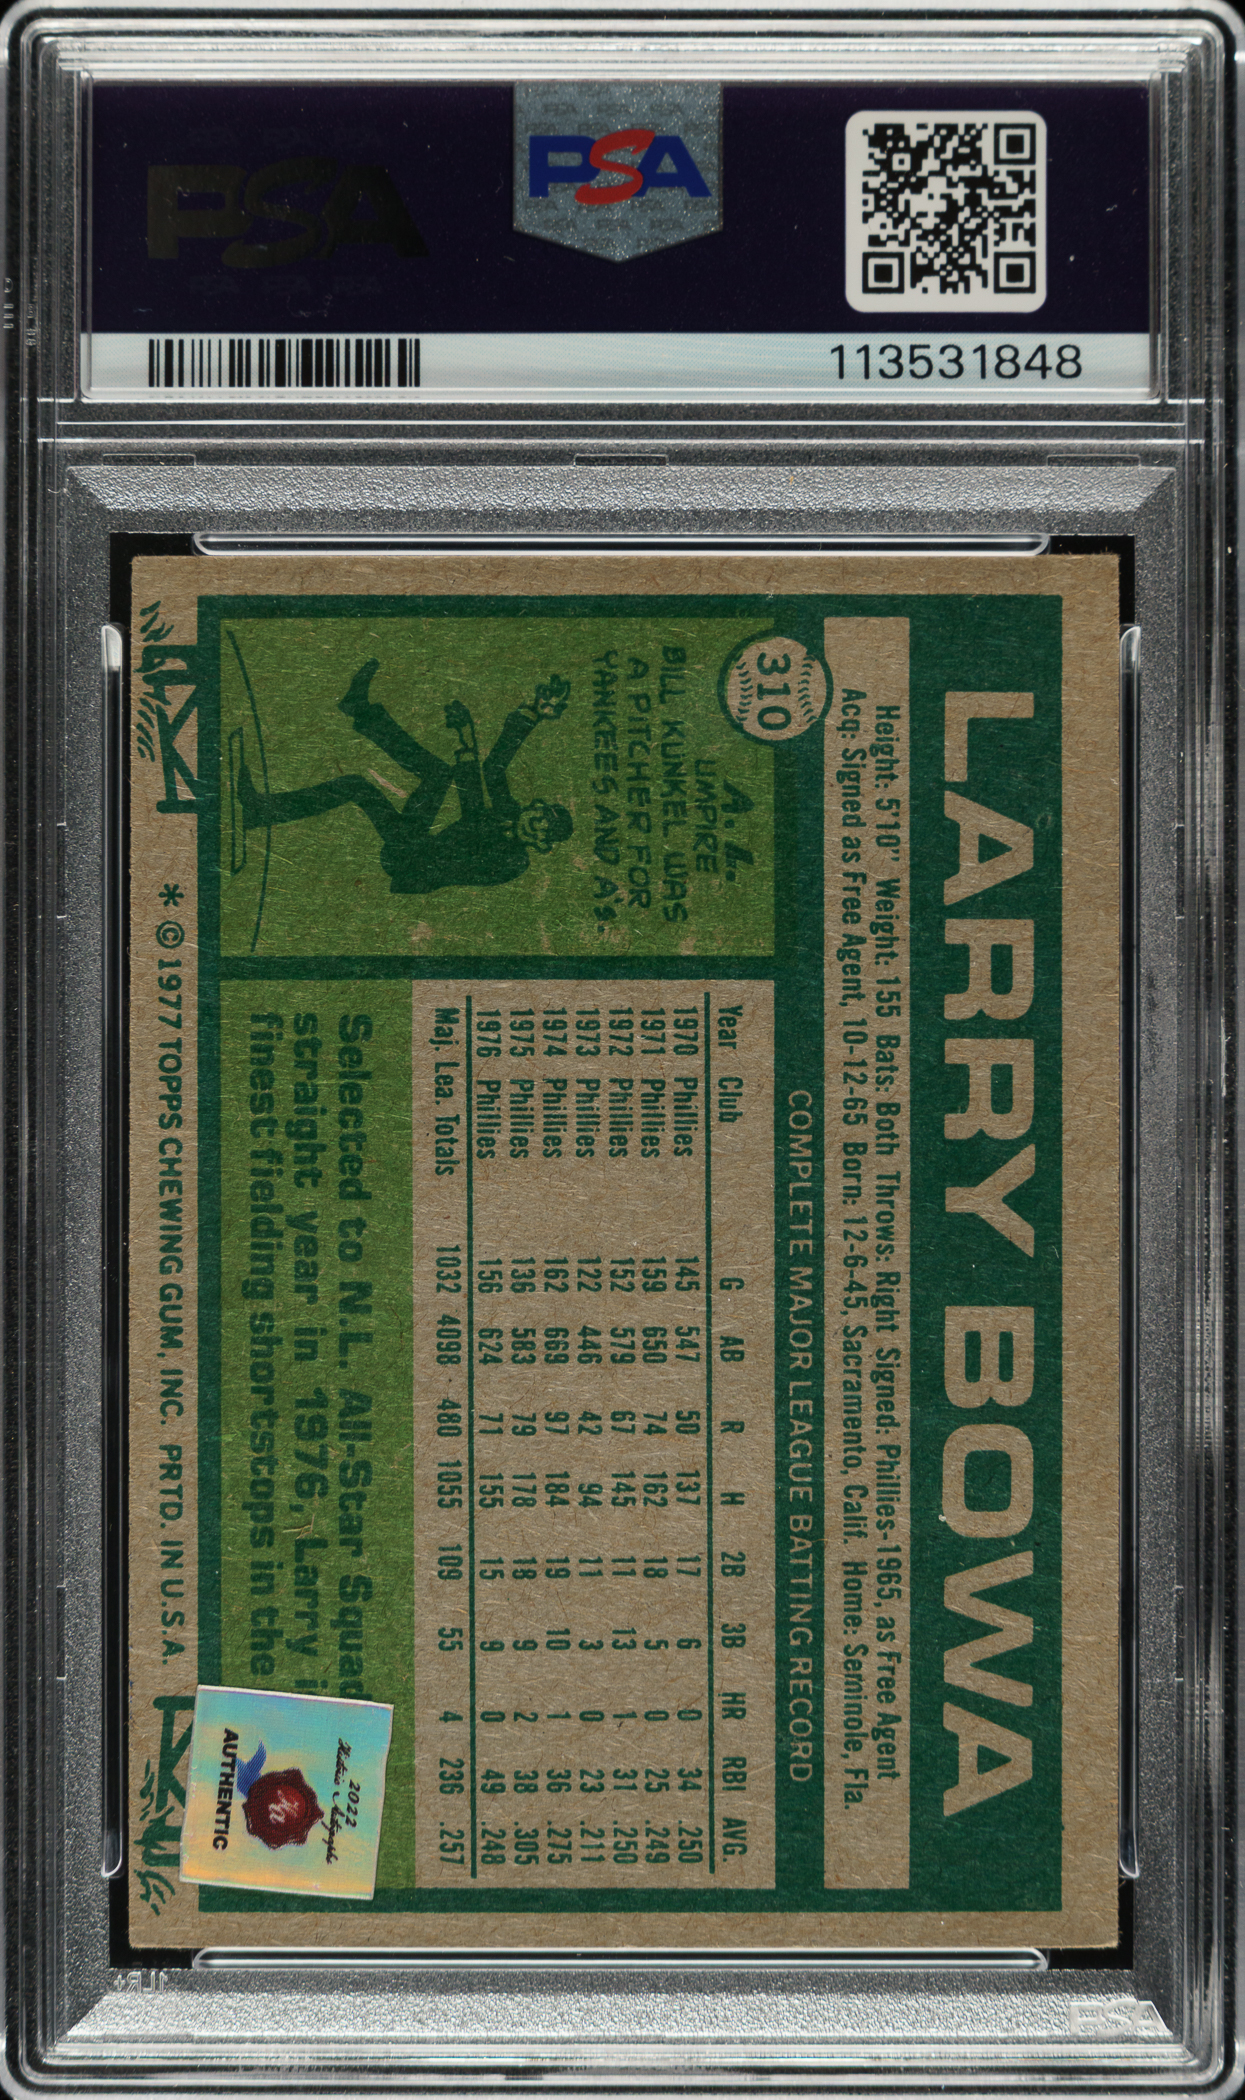 PSA
PSA
113531848
LARRY BOWA
Height: 5'10" Weight: 155 Bats: Both Throws: Right Signed: Phillies-1965, as Free Agent
Acq: Signed as Free Agent, 10-12-65 Born: 12-6-45, Sacramento, Calif. Home: Seminole, Fla.
310
A.L.
UMPIRE
BILL KUNKEL WAS
A PITCHER FOR
YANKEES AND A's.
COMPLETE MAJOR LEAGUE BATTING RECORD
Year Club G AB R H 2B 3B HR RBI AVG.
1970 Phillies 145 547 50 137 17 6 0 34 .250
1971 Phillies 159 650 74 162 18 5 0 25 .249
1972 Phillies 152 579 67 145 11 13 1 31 .250
1973 Phillies 122 446 42 94 11 3 0 23 .211
1974 Phillies 162 669 97 184 19 10 1 36 .275
1975 Phillies 136 583 79 178 18 9 2 38 .305
1976 Phillies 156 624 71 155 15 9 0 49 .248
Maj. Lea. Totals 1032 4098 480 1055 109 55 4 236 .257
Selected to N.L. All-Star Squad
straight year in 1976, Larry i
finest fielding shortstops in the
* © 1977 TOPPS CHEWING GUM, INC. PRTD. IN U.S.A.
2022
Historic Autographs
Ha
AUTHENTIC
PSA